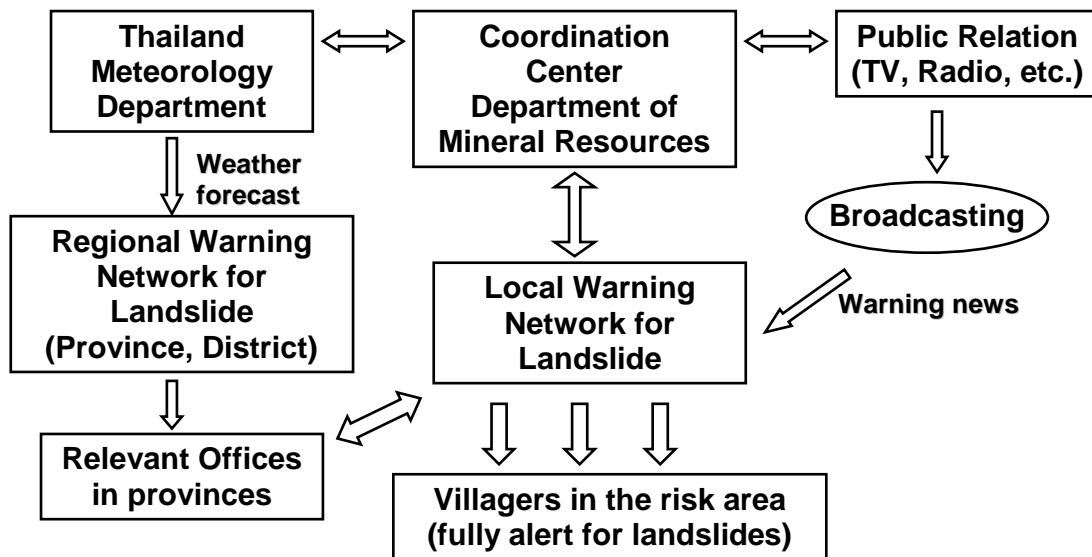 Thailand
Meteorology
Department
Coordination
Center
Department of
Mineral Resources
Public Relation
(TV, Radio, etc.)
Weather
forecast
Broadcasting
Regional Warning
Network for
Landslide
(Province, District)
Local Warning
Network for
Landslide
Warning news
Relevant Offices
in provinces
Villagers in the risk area
(fully alert for landslides)